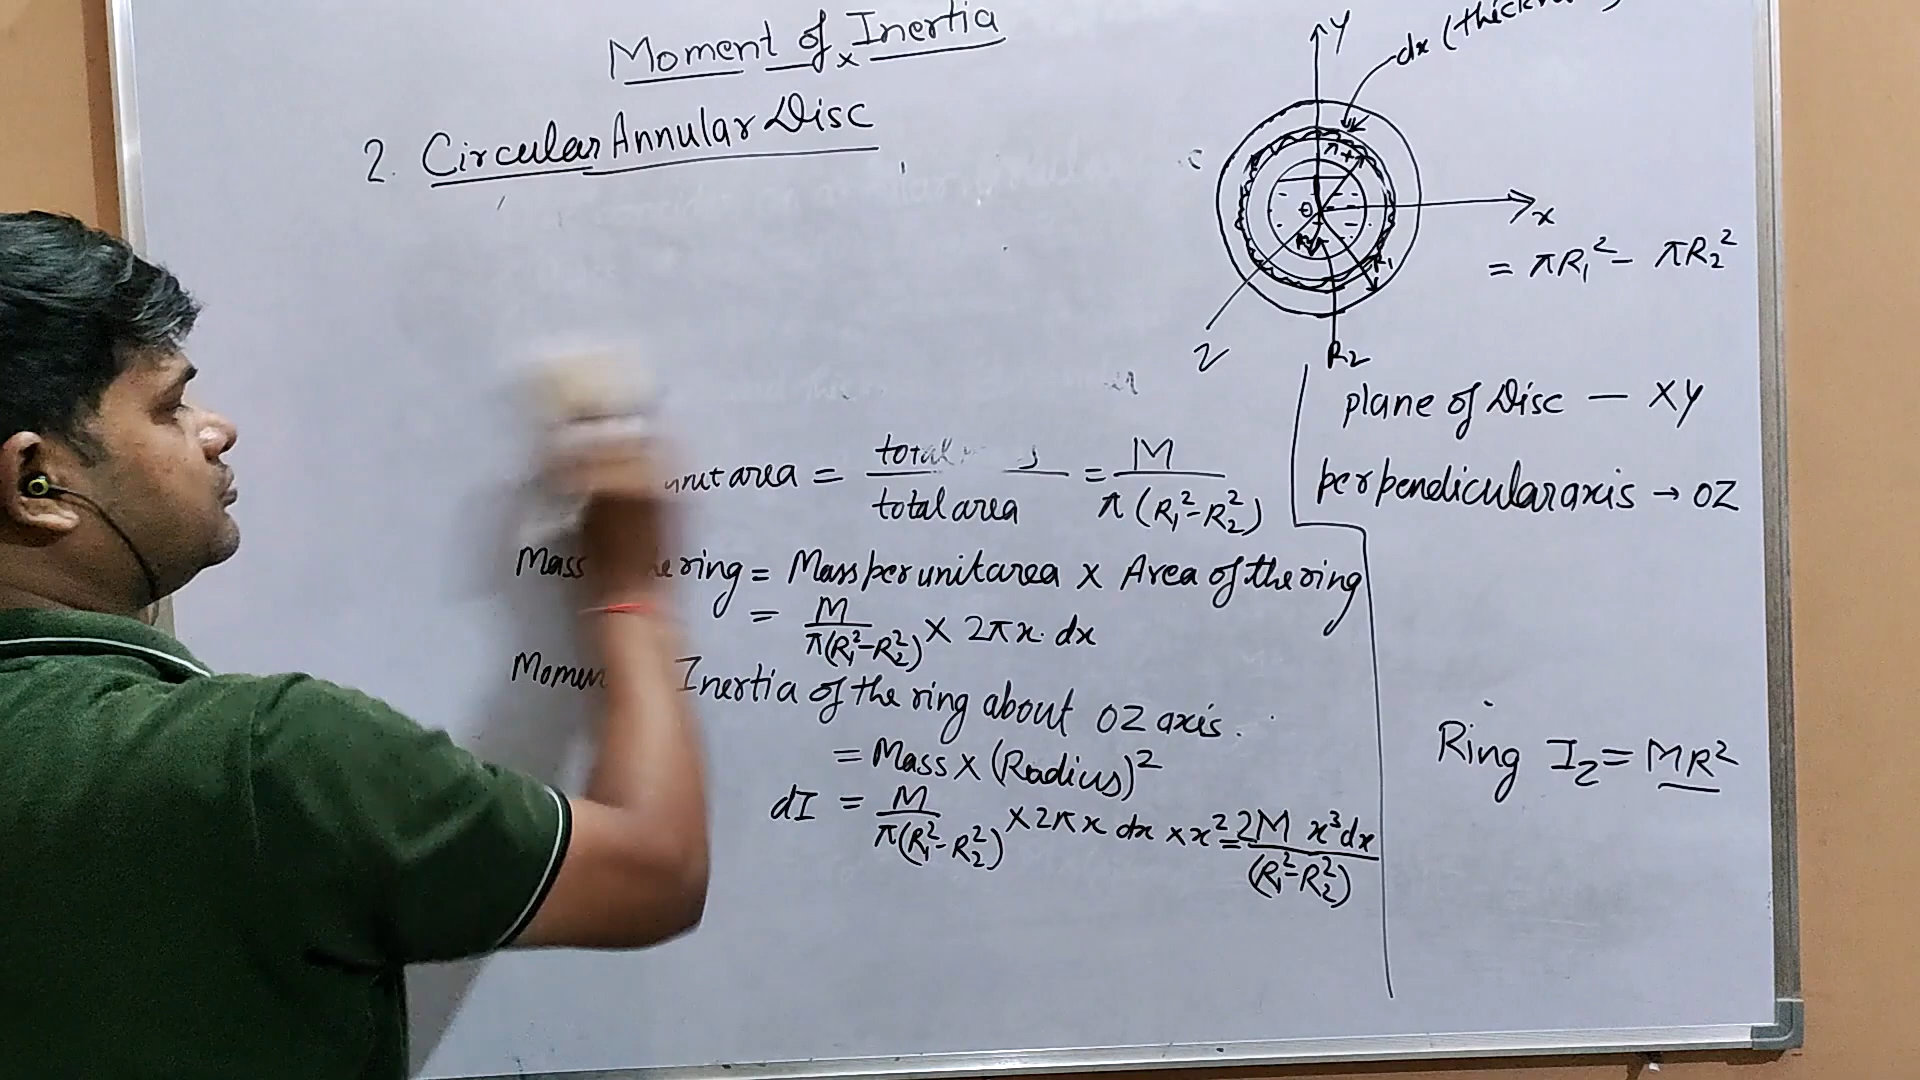 Moment of Inertia
x
2. Circular Annular Disc
Y
dx
X
O
R1
Z
R2
= πR₁² - πR₂²
plane of Disc — XY
perpendicular axis → OZ
unit area = total / total area = M / π(R₁²-R₂²)
Mass ring = Mass per unit area x Area of the ring
= M / π(R₁²-R₂²) x 2πx. dx
Inertia of the ring about OZ axis.
= Mass x (Radius)²
dI = M / π(R₁²-R₂²) x 2πx dx x x² = 2M x³dx / (R₁²-R₂²)
Ring I_Z = MR²